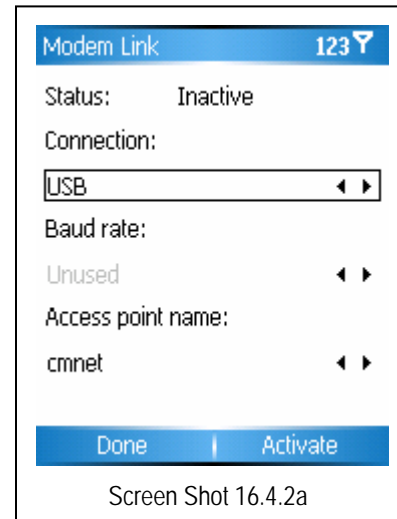 Modem Link 123
Status: Inactive
Connection:
USB
Baud rate:
Unused
Access point name:
cmnet
Done Activate
Screen Shot 16.4.2a